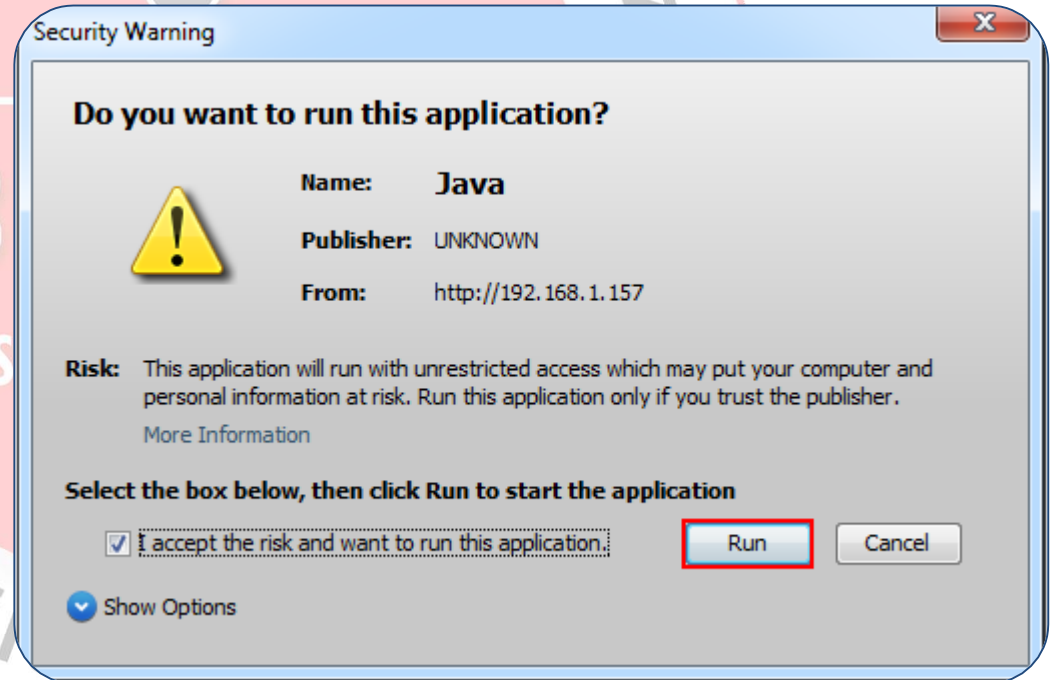 Security Warning
X
Do you want to run this application?
Name: Java
Publisher: UNKNOWN
From: http://192.168.1.157
Risk: This application will run with unrestricted access which may put your computer and
personal information at risk. Run this application only if you trust the publisher.
More Information
Select the box below, then click Run to start the application
I accept the risk and want to run this application.
Run
Cancel
Show Options